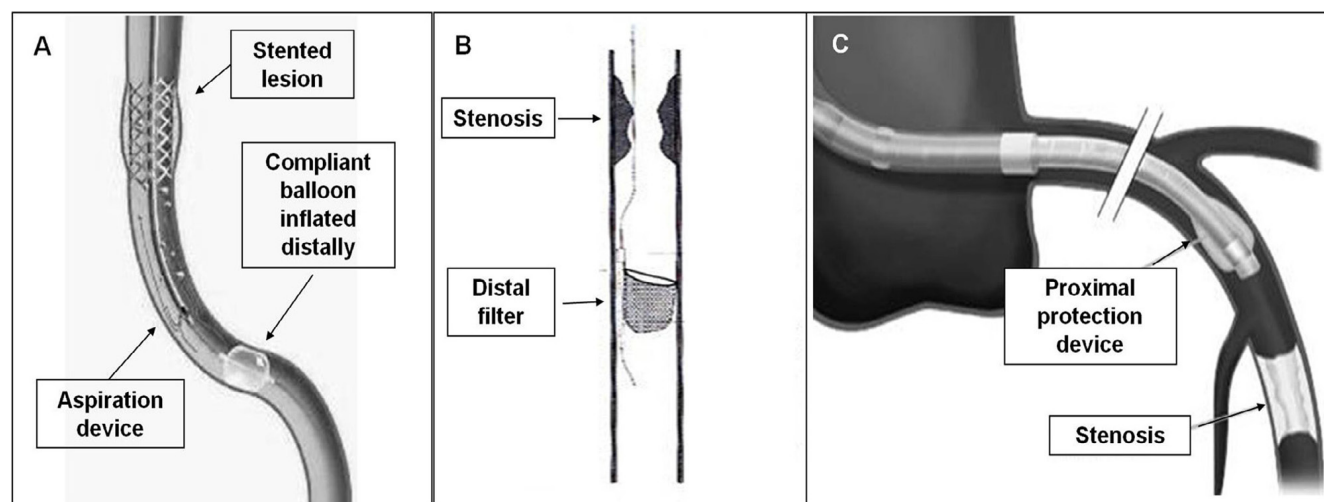 A
Stented
lesion
Compliant
balloon
inflated
distally
Aspiration
device
B
Stenosis
Distal
filter
C
Proximal
protection
device
Stenosis